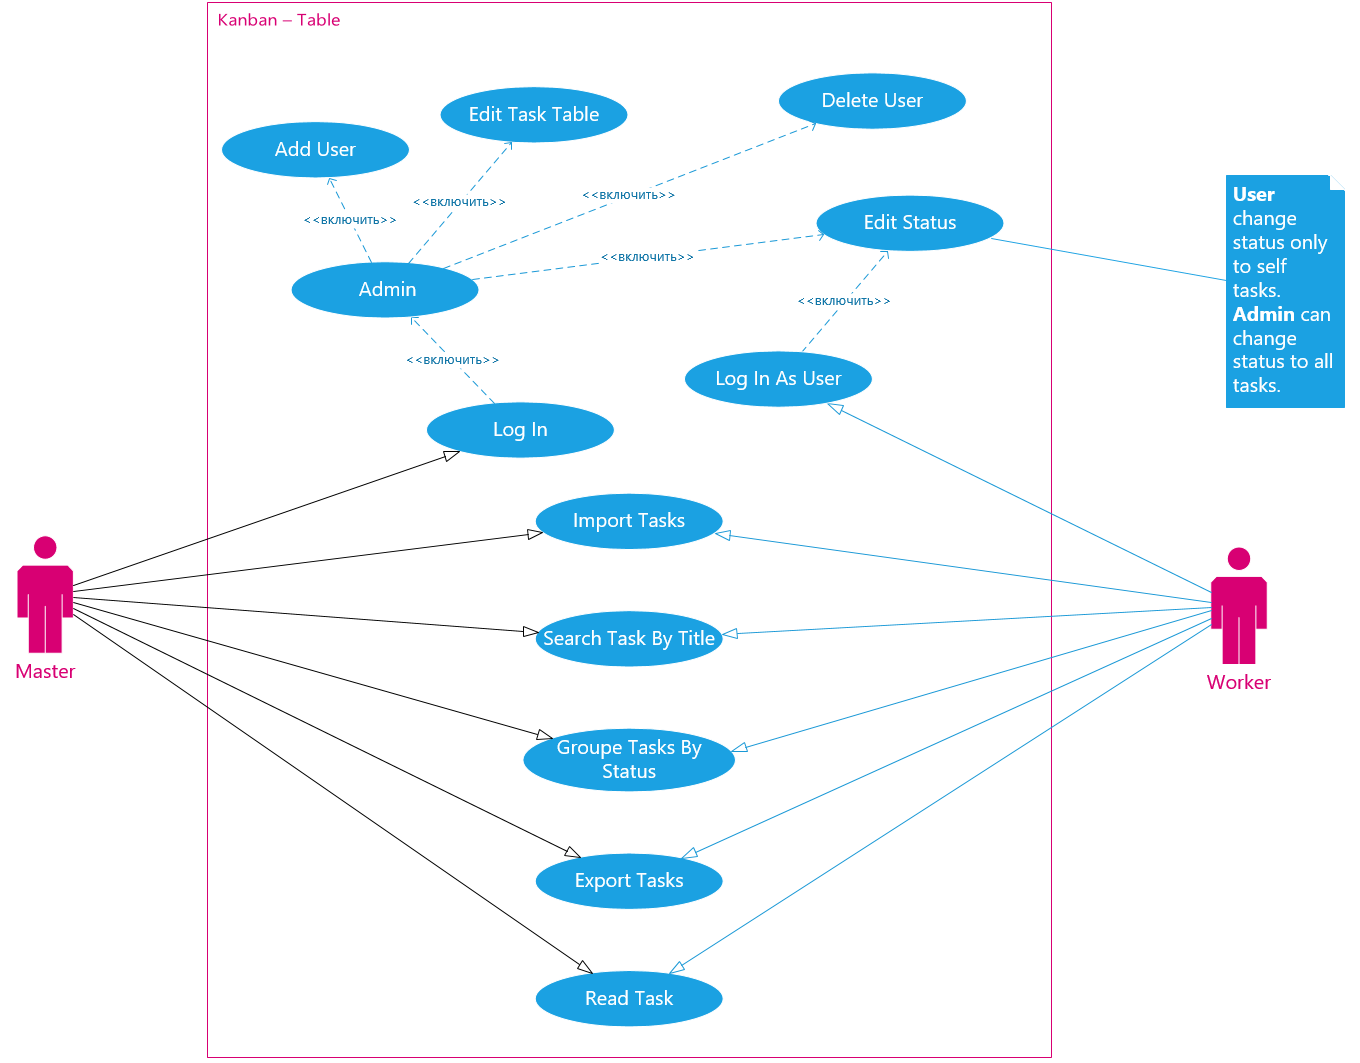 Kanban – Table
Delete User
Edit Task Table
Add User
<<включить>>
<<включить>>
<<включить>>
User
change
status only
to self
tasks.
Admin can
change
status to all
tasks.
Edit Status
<<включить>>
Admin
<<включить>>
<<включить>>
Log In As User
Log In
Import Tasks
Search Task By Title
Master
Worker
Groupe Tasks By
Status
Export Tasks
Read Task